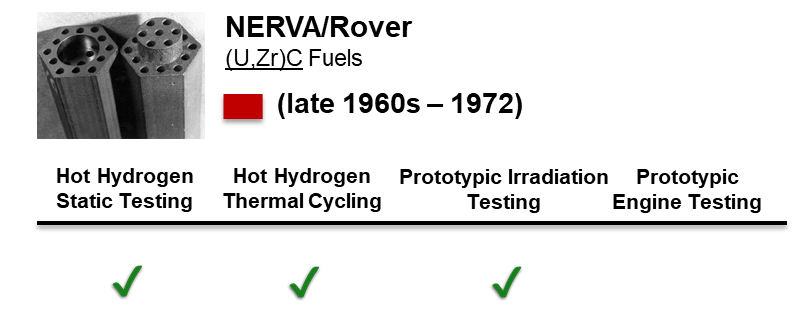 NERVA/Rover
(U,Zr)C Fuels
(late 1960s – 1972)
Hot Hydrogen Static Testing
Hot Hydrogen Thermal Cycling
Prototypic Irradiation Testing
Prototypic Engine Testing